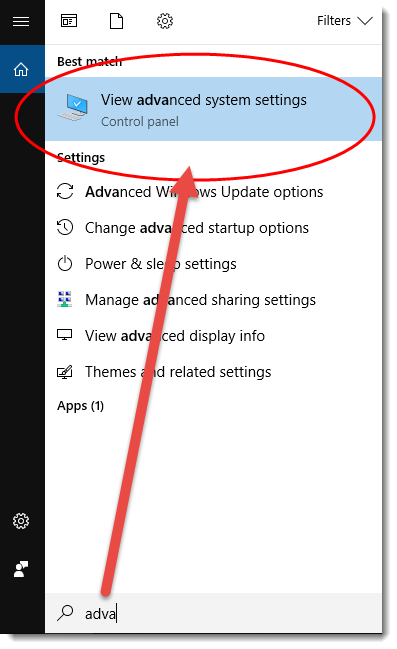 Filters
Best match
View advanced system settings
Control panel
Settings
Advanced Windows Update options
Change advanced startup options
Power & sleep settings
Manage advanced sharing settings
View advanced display info
Themes and related settings
Apps (1)
adva